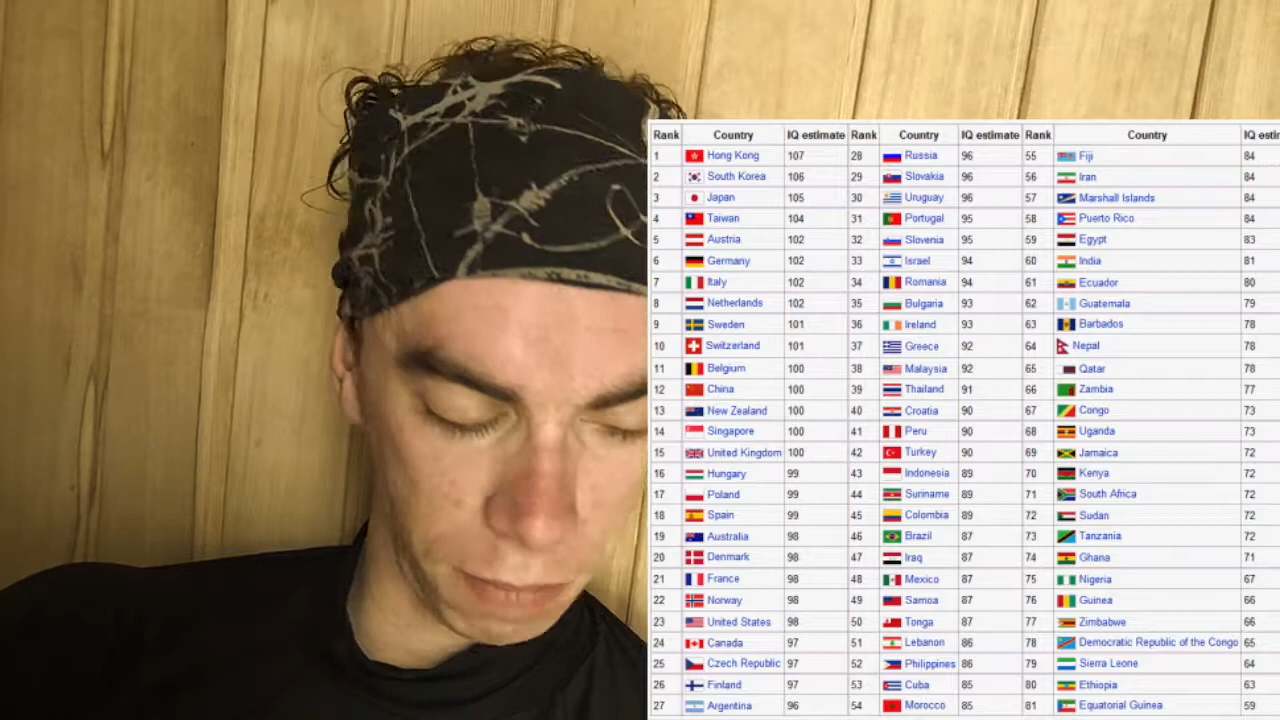 Rank Country IQ estimate Rank Country IQ estimate Rank Country IQ estir
1 Hong Kong 107 28 Russia 96 55 Fiji 84
2 South Korea 106 29 Slovakia 96 56 Iran 84
3 Japan 105 30 Uruguay 96 57 Marshall Islands 84
4 Taiwan 104 31 Portugal 95 58 Puerto Rico 84
5 Austria 102 32 Slovenia 95 59 Egypt 83
6 Germany 102 33 Israel 94 60 India 81
7 Italy 102 34 Romania 94 61 Ecuador 80
8 Netherlands 102 35 Bulgaria 93 62 Guatemala 79
9 Sweden 101 36 Ireland 93 63 Barbados 78
10 Switzerland 101 37 Greece 92 64 Nepal 78
11 Belgium 100 38 Malaysia 92 65 Qatar 78
12 China 100 39 Thailand 91 66 Zambia 77
13 New Zealand 100 40 Croatia 90 67 Congo 73
14 Singapore 100 41 Peru 90 68 Uganda 73
15 United Kingdom 100 42 Turkey 90 69 Jamaica 72
16 Hungary 99 43 Indonesia 89 70 Kenya 72
17 Poland 99 44 Suriname 89 71 South Africa 72
18 Spain 99 45 Colombia 89 72 Sudan 72
19 Australia 98 46 Brazil 87 73 Tanzania 72
20 Denmark 98 47 Iraq 87 74 Ghana 71
21 France 98 48 Mexico 87 75 Nigeria 67
22 Norway 98 49 Samoa 87 76 Guinea 66
23 United States 98 50 Tonga 87 77 Zimbabwe 66
24 Canada 97 51 Lebanon 86 78 Democratic Republic of the Congo 65
25 Czech Republic 97 52 Philippines 86 79 Sierra Leone 64
26 Finland 97 53 Cuba 85 80 Ethiopia 63
27 Argentina 96 54 Morocco 85 81 Equatorial Guinea 59